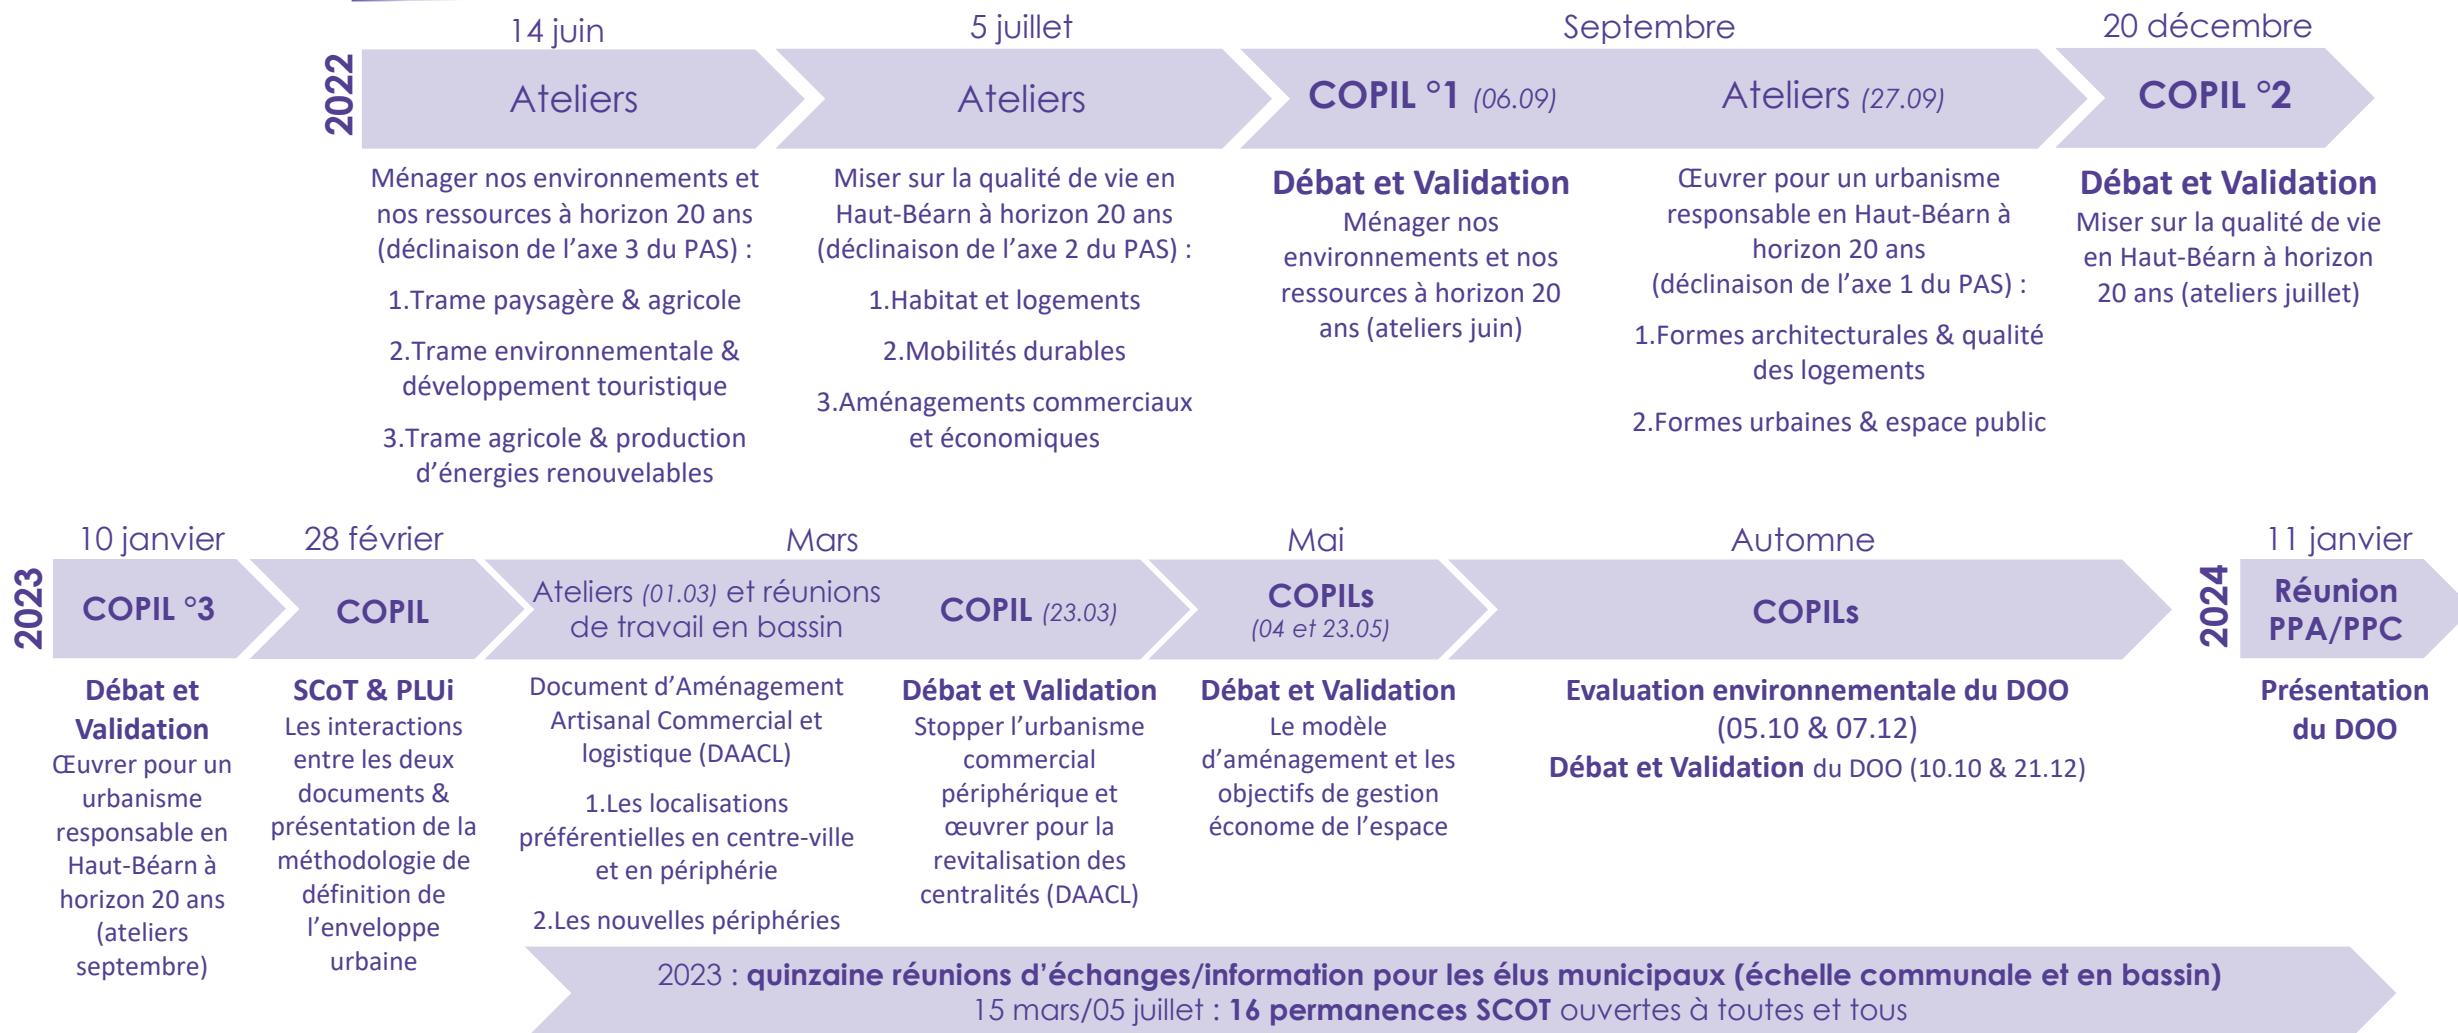 2022
14 juin
Ateliers
Ménager nos environnements et
nos ressources à horizon 20 ans
(déclinaison de l’axe 3 du PAS) :
1.Trame paysagère & agricole
2.Trame environnementale &
développement touristique
3.Trame agricole & production
d’énergies renouvelables
5 juillet
Ateliers
Miser sur la qualité de vie en
Haut-Béarn à horizon 20 ans
(déclinaison de l’axe 2 du PAS) :
1.Habitat et logements
2.Mobilités durables
3.Aménagements commerciaux
et économiques
Septembre
COPIL °1 (06.09)
Débat et Validation
Ménager nos
environnements et nos
ressources à horizon 20
ans (ateliers juin)
Ateliers (27.09)
Œuvrer pour un urbanisme
responsable en Haut-Béarn à
horizon 20 ans
(déclinaison de l’axe 1 du PAS) :
1.Formes architecturales & qualité
des logements
2.Formes urbaines & espace public
20 décembre
COPIL °2
Débat et Validation
Miser sur la qualité de vie
en Haut-Béarn à horizon
20 ans (ateliers juillet)
2023
10 janvier
COPIL °3
Débat et
Validation
Œuvrer pour un
urbanisme
responsable en
Haut-Béarn à
horizon 20 ans
(ateliers
septembre)
28 février
COPIL
SCoT & PLUi
Les interactions
entre les deux
documents &
présentation de la
méthodologie de
définition de
l’enveloppe
urbaine
Mars
Ateliers (01.03) et réunions
de travail en bassin
Document d’Aménagement
Artisanal Commercial et
logistique (DAACL)
1.Les localisations
préférentielles en centre-ville
et en périphérie
2.Les nouvelles périphéries
COPIL (23.03)
Débat et Validation
Stopper l’urbanisme
commercial
périphérique et
œuvrer pour la
revitalisation des
centralités (DAACL)
Mai
COPILs
(04 et 23.05)
Débat et Validation
Le modèle
d’aménagement et les
objectifs de gestion
économe de l’espace
Automne
COPILs
Evaluation environnementale du DOO
(05.10 & 07.12)
Débat et Validation du DOO (10.10 & 21.12)
2024
11 janvier
Réunion
PPA/PPC
Présentation
du DOO
2023 : quinzaine réunions d’échanges/information pour les élus municipaux (échelle communale et en bassin)
15 mars/05 juillet : 16 permanences SCOT ouvertes à toutes et tous